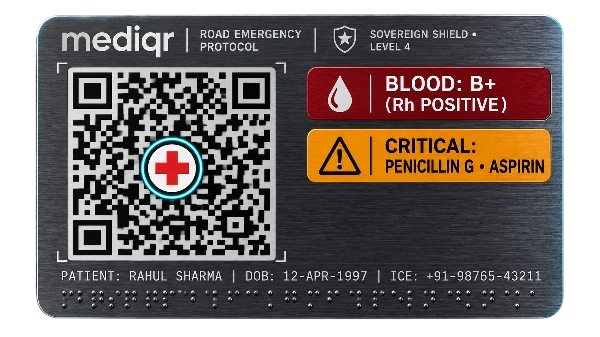 mediqr
ROAD EMERGENCY
PROTOCOL
SOVEREIGN SHIELD •
LEVEL 4
BLOOD: B+
(Rh POSITIVE)
CRITICAL:
PENICILLIN G • ASPIRIN
PATIENT: RAHUL SHARMA | DOB: 12-APR-1997 | ICE: +91-98765-43211